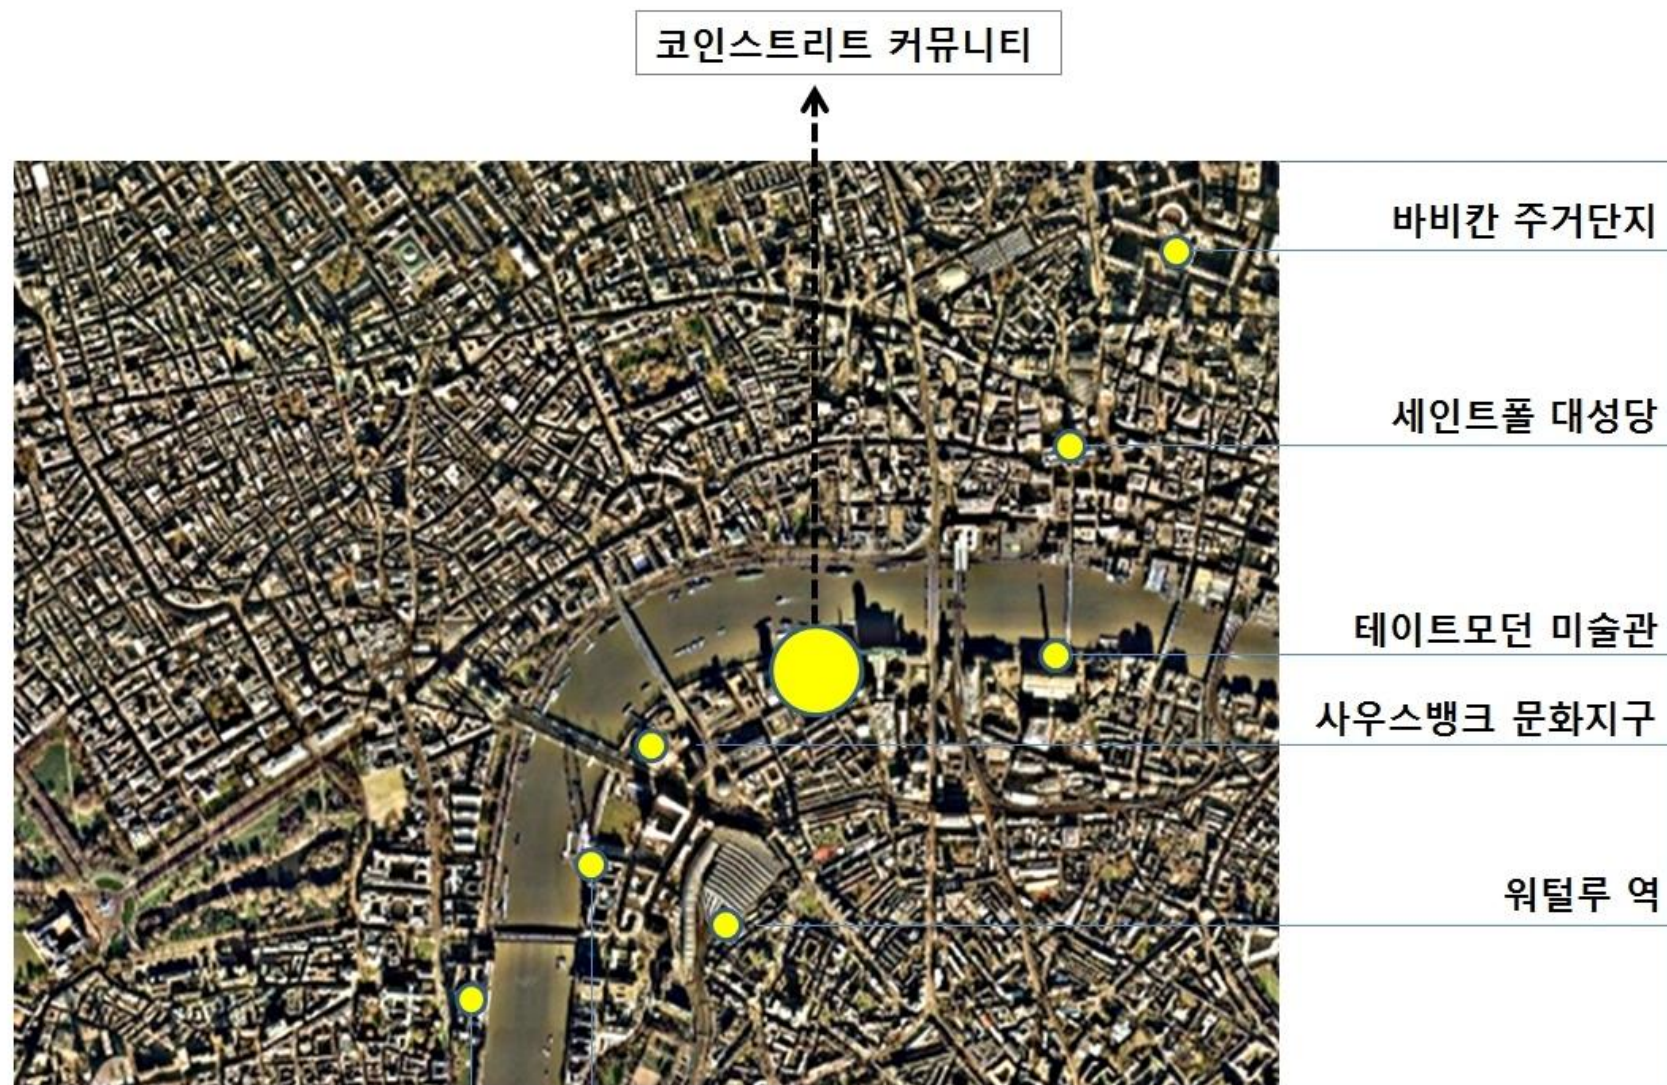 코인스트리트 커뮤니티
바비칸 주거단지
세인트폴 대성당
테이트모던 미술관
사우스뱅크 문화지구
워털루 역